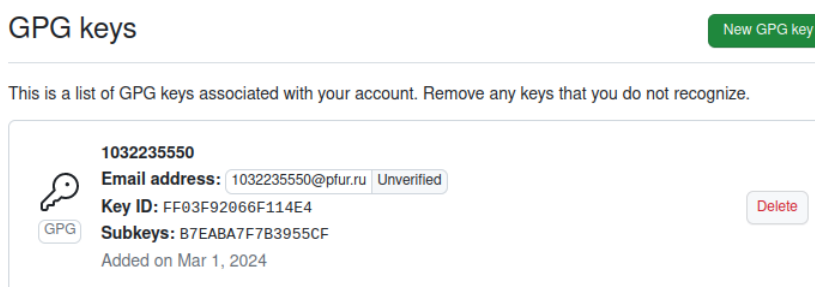 GPG keys
New GPG key
This is a list of GPG keys associated with your account. Remove any keys that you do not recognize.
1032235550
Email address: 1032235550@pfur.ru Unverified
Key ID: FF03F92066F114E4
GPG
Subkeys: B7EABA7F7B3955CF
Added on Mar 1, 2024
Delete